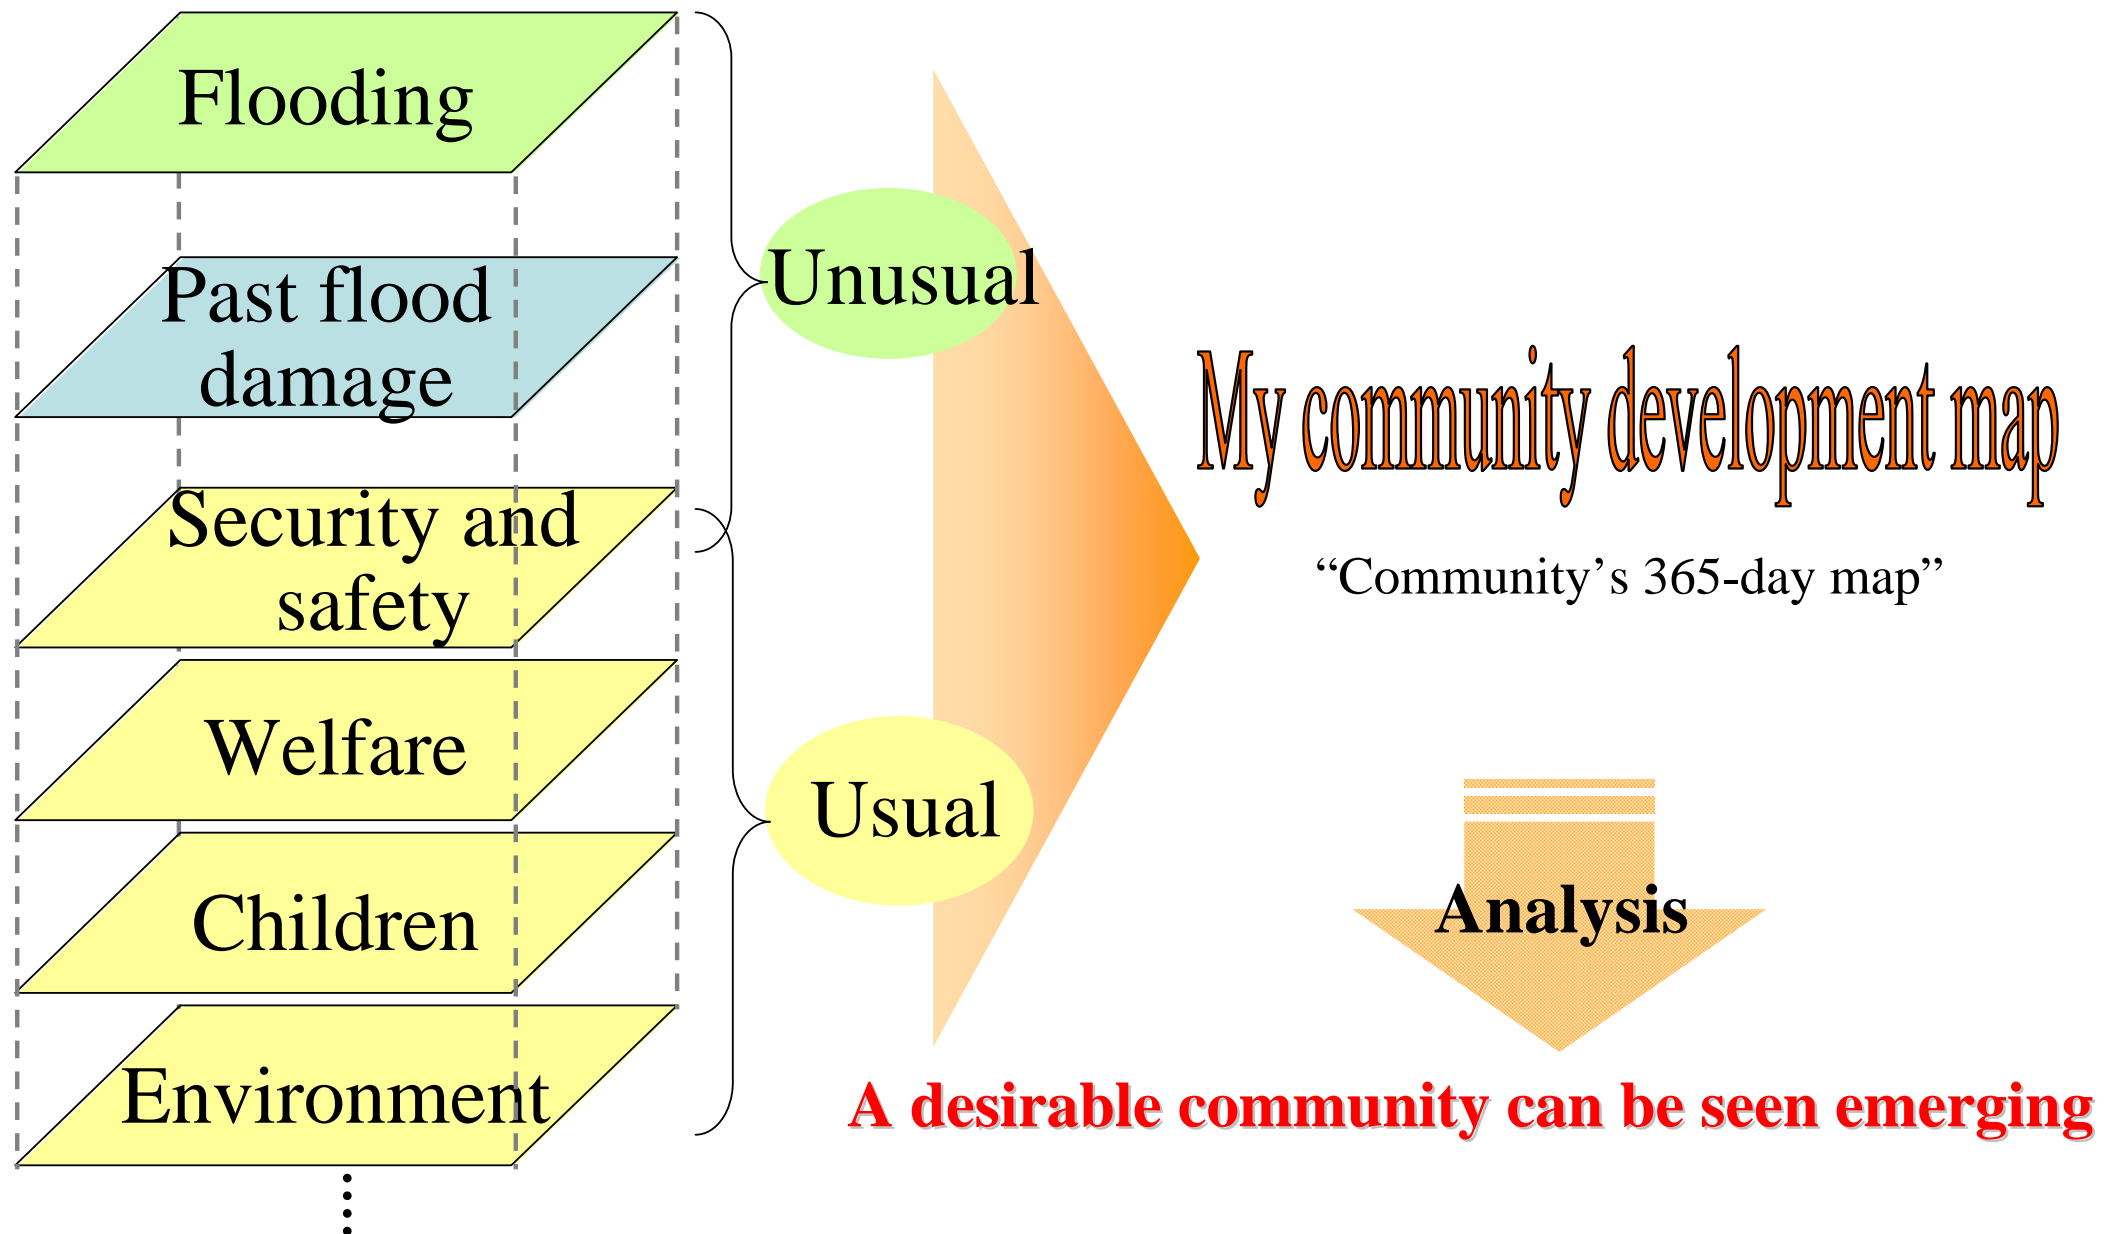 Flooding
Past flood
damage
Security and
safety
Welfare
Children
Environment
Unusual
Usual
My community development map
“Community’s 365-day map”
Analysis
A desirable community can be seen emerging